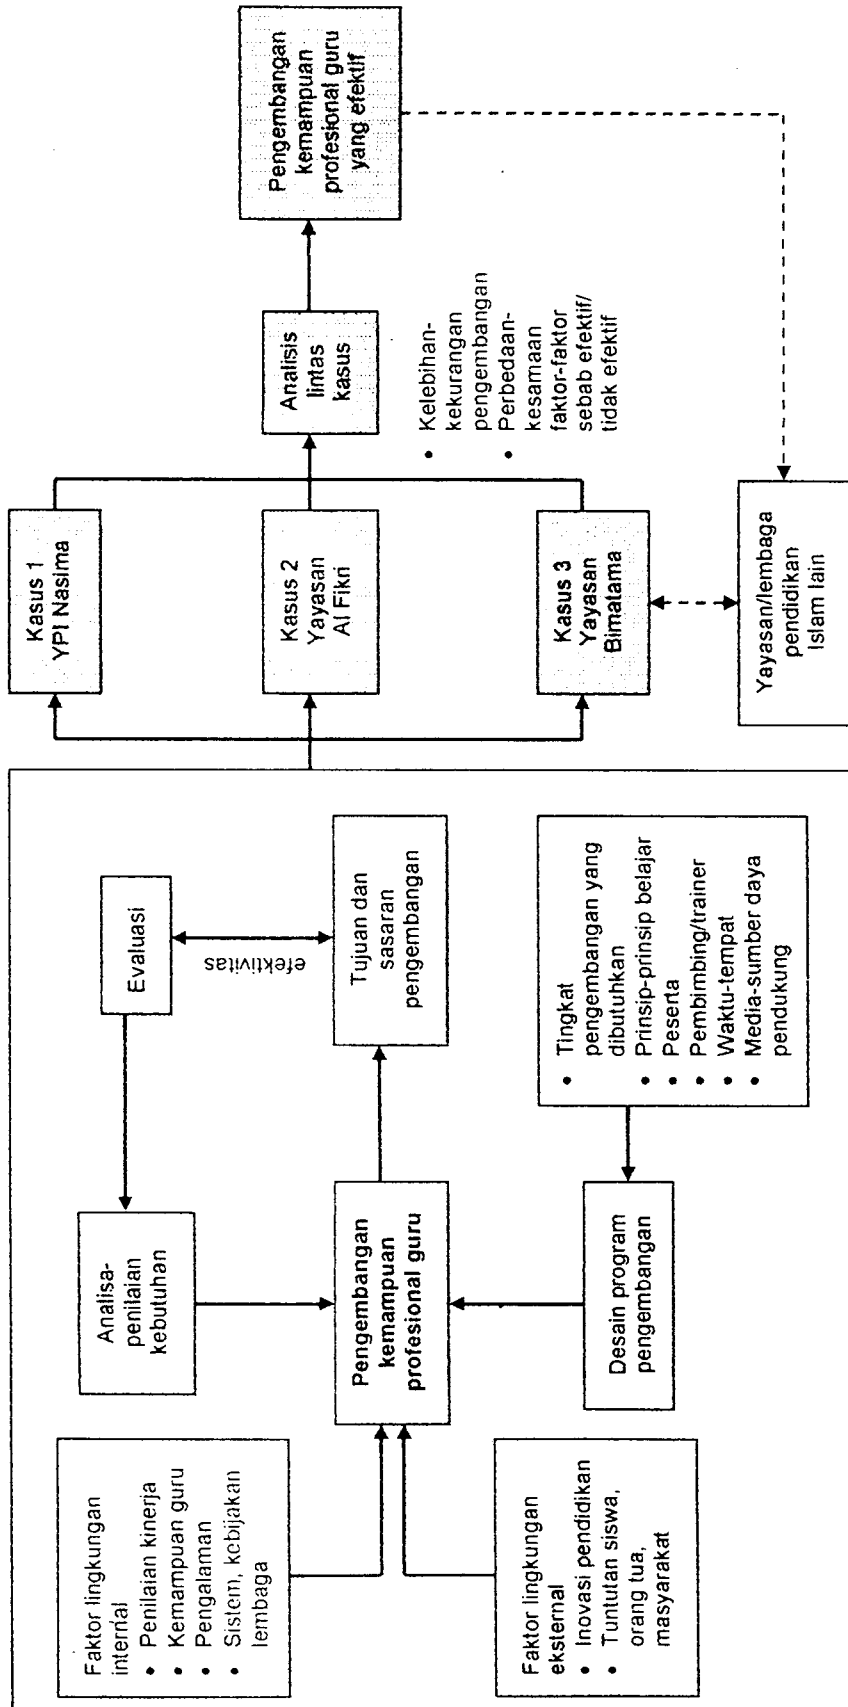 Faktor lingkungan
internal
• Penilaian kinerja
• Kemampuan guru
• Pengalaman
• Sistem, kebijakan
lembaga
Faktor lingkungan
eksternal
• Inovasi pendidikan
• Tuntutan siswa,
orang tua,
masyarakat
Analisa-
penilaian
kebutuhan
Pengembangan
kemampuan
profesional guru
Desain program
pengembangan
Evaluasi
efektivitas
Tujuan dan
sasaran
pengembangan
• Tingkat
pengembangan yang
dibutuhkan
• Prinsip-prinsip belajar
• Peserta
• Pembimbing/trainer
• Waktu-tempat
• Media-sumber daya
pendukung
Kasus 1
YPI Nasima
Kasus 2
Yayasan
Al Fikri
Kasus 3
Yayasan
Bimatama
Yayasan/lembaga
pendidikan
Islam lain
Analisis
lintas
kasus
• Kelebihan-
kekurangan
pengembangan
• Perbedaan-
kesamaan
faktor-faktor
sebab efektif/
tidak efektif
Pengembangan
kemampuan
profesional guru
yang efektif